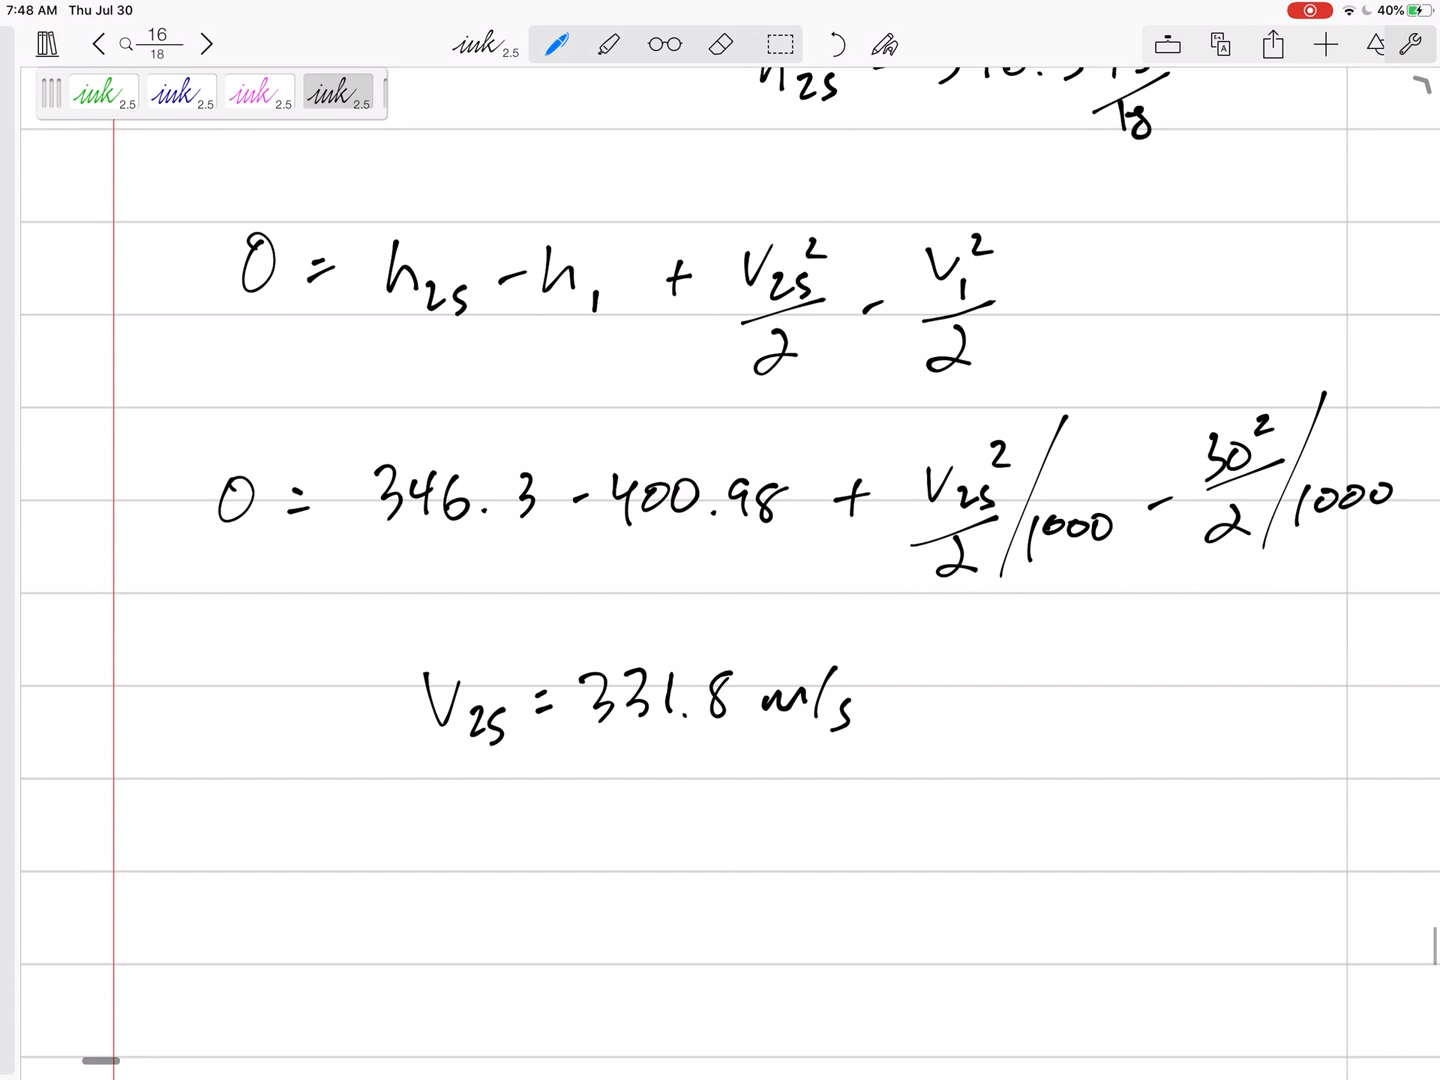 7:48 AM Thu Jul 30 40%
16
18
ink 2.5
ink 2.5 ink 2.5 ink 2.5 ink 2.5
h2s
kg
0 = h2s - h1 + V2s²/2 - V1²/2
0 = 346.3 - 400.98 + V2s²/2/1000 - 30²/2/1000
V2s = 331.8 m/s